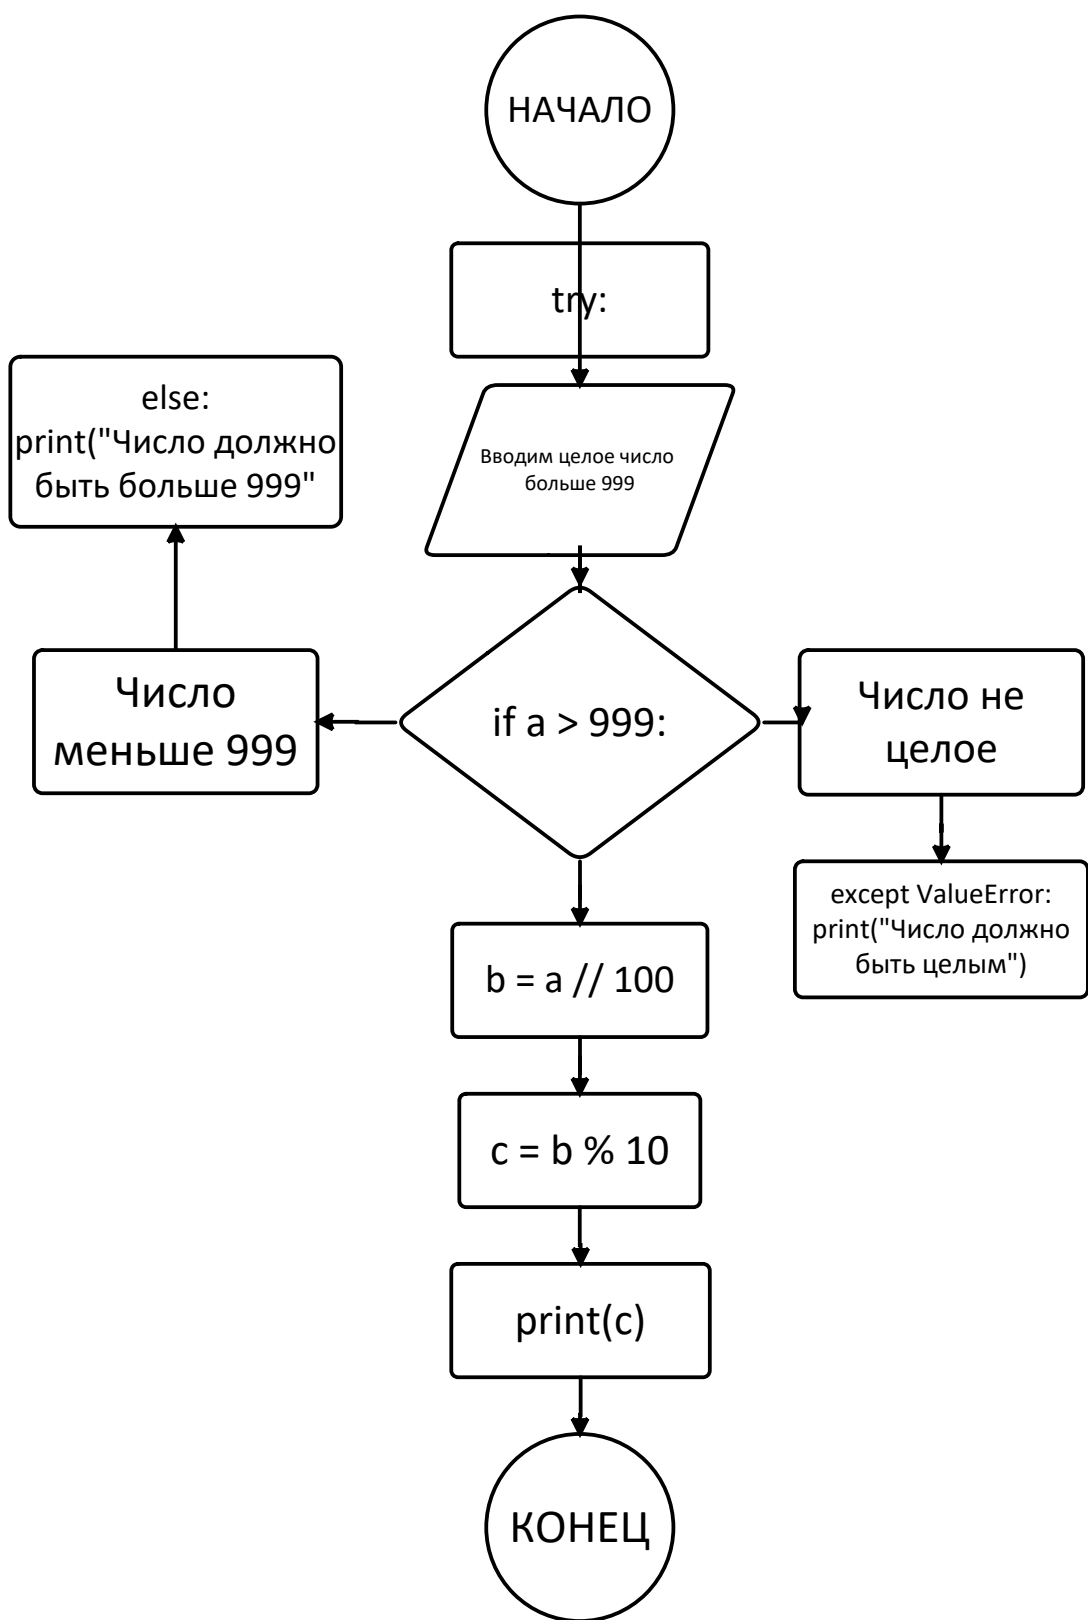 НАЧАЛО
try:
else:
print("Число должно
быть больше 999"
Вводим целое число
больше 999
Число
меньше 999
if a > 999:
Число не
целое
except ValueError:
print("Число должно
быть целым")
b = a // 100
c = b % 10
print(c)
КОНЕЦ